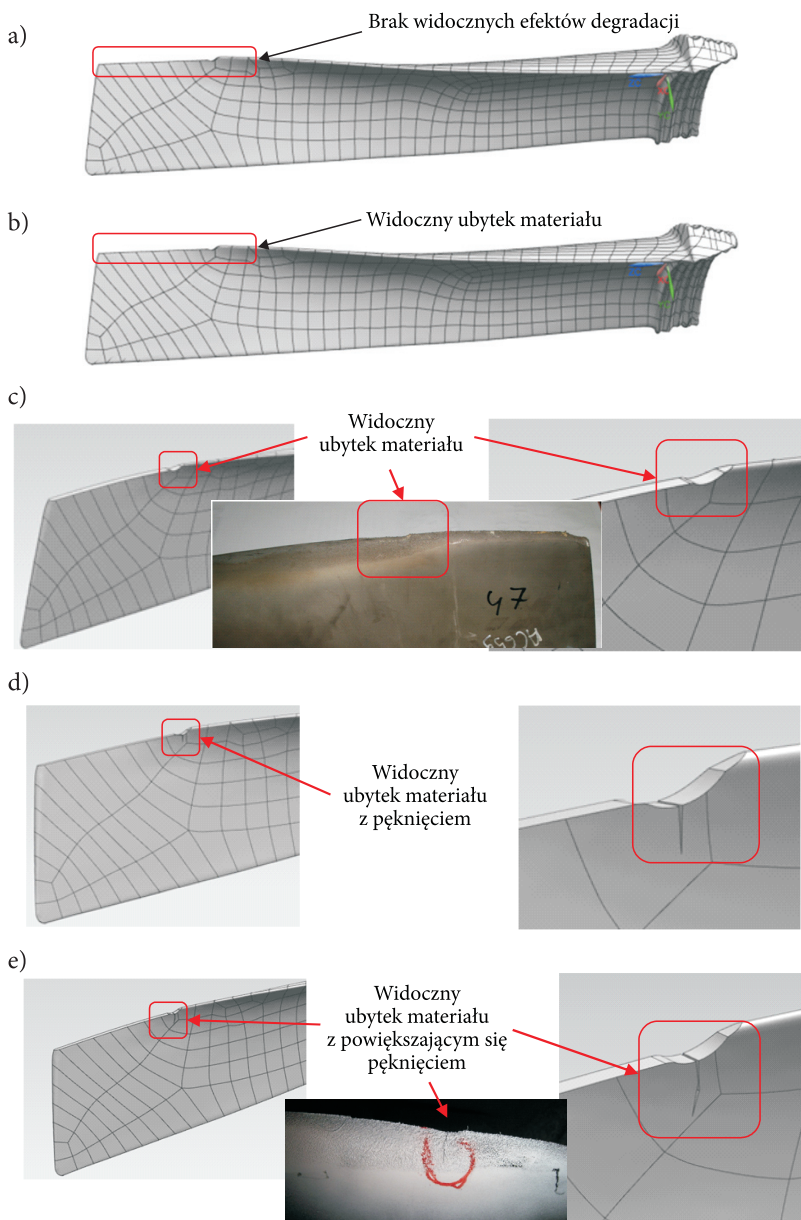 a)
Brak widocznych efektów degradacji
b)
Widoczny ubytek materiału
c)
Widoczny
ubytek materiału
47
AC653
d)
Widoczny
ubytek materiału
z pęknięciem
e)
Widoczny
ubytek materiału
z powiększającym się
pęknięciem